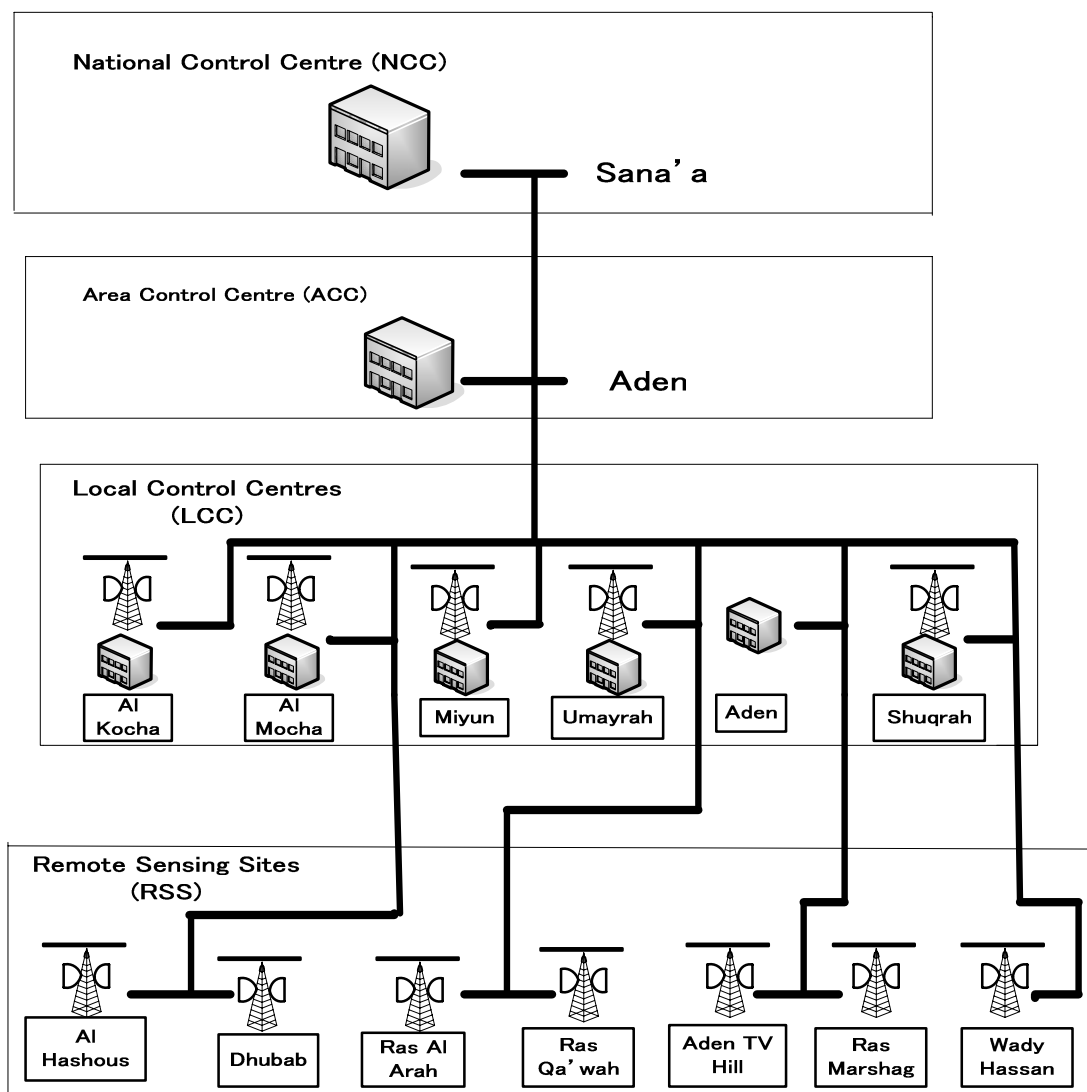 National Control Centre (NCC)
Sana’a
Area Control Centre (ACC)
Aden
Local Control Centres
(LCC)
Al
Kocha
Al
Mocha
Miyun
Umayrah
Aden
Shuqrah
Remote Sensing Sites
(RSS)
Al
Hashous
Dhubab
Ras Al
Arah
Ras
Qa’wah
Aden TV
Hill
Ras
Marshag
Wady
Hassan